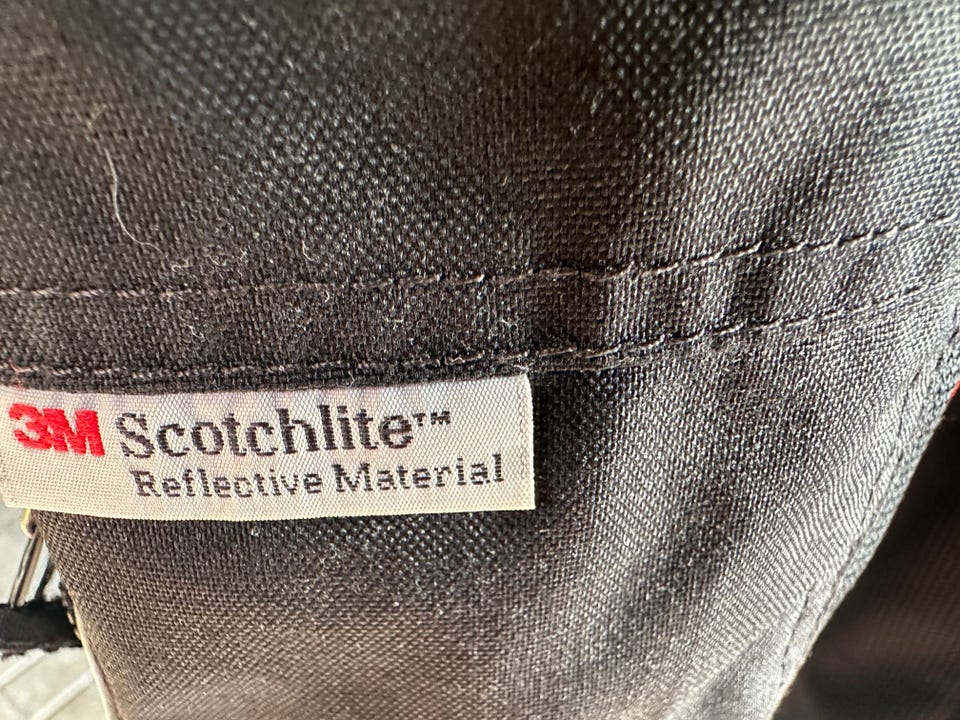 3M Scotchlite™
Reflective Material